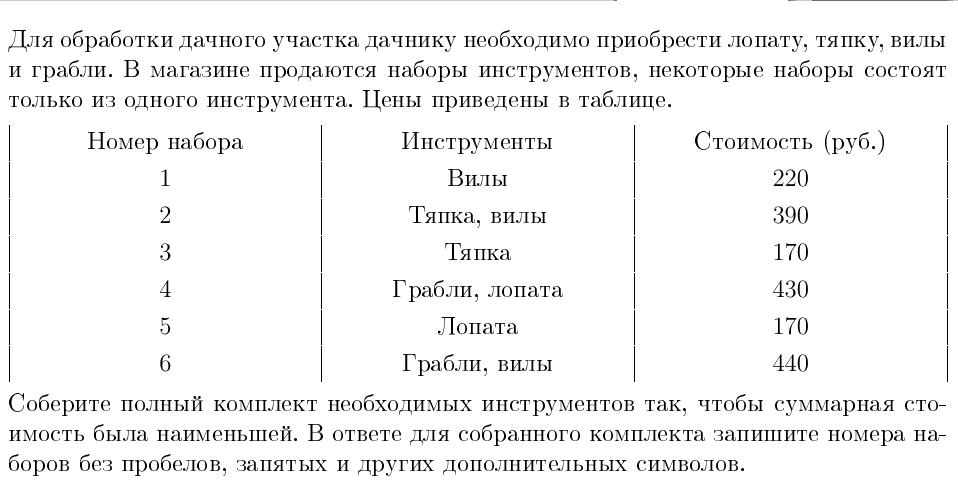 Для обработки дачного участка дачнику необходимо приобрести лопату, тяпку, вилы
и грабли. В магазине продаются наборы инструментов, некоторые наборы состоят
только из одного инструмента. Цены приведены в таблице.
Номер набора Инструменты Стоимость (руб.)
1 Вилы 220
2 Тяпка, вилы 390
3 Тяпка 170
4 Грабли, лопата 430
5 Лопата 170
6 Грабли, вилы 440
Соберите полный комплект необходимых инструментов так, чтобы суммарная сто-
имость была наименьшей. В ответе для собранного комплекта запишите номера на-
боров без пробелов, запятых и других дополнительных символов.